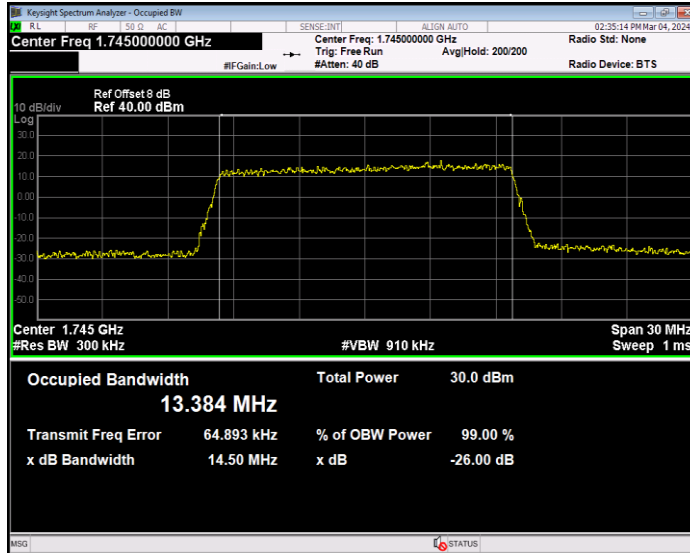 Keysight Spectrum Analyzer - Occupied BW
RL RF 50 Ω AC SENSE:INT ALIGN AUTO 02:35:14 PM Mar 04, 2024
Center Freq 1.745000000 GHz
Center Freq: 1.745000000 GHz
Radio Std: None
Trig: Free Run Avg|Hold: 200/200
#IFGain:Low #Atten: 40 dB Radio Device: BTS
Ref Offset 8 dB
10 dB/div Ref 40.00 dBm
Log
30.0
20.0
10.0
0.00
-10.0
-20.0
-30.0
-40.0
-50.0
Center 1.745 GHz Span 30 MHz
#Res BW 300 kHz #VBW 910 kHz Sweep 1 ms
Occupied Bandwidth Total Power 30.0 dBm
13.384 MHz
Transmit Freq Error 64.893 kHz % of OBW Power 99.00 %
x dB Bandwidth 14.50 MHz x dB -26.00 dB
MSG STATUS